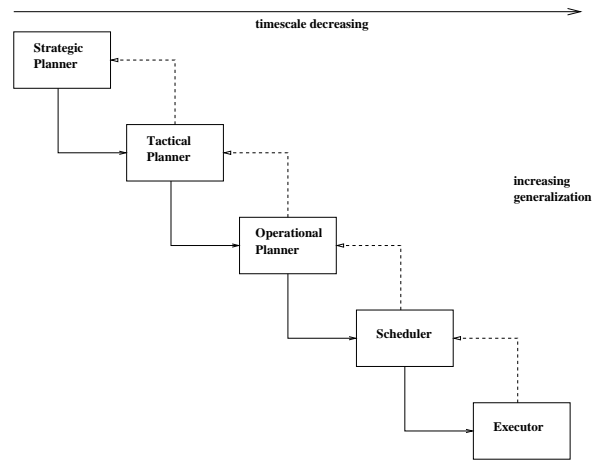 timescale decreasing
Strategic
Planner
Tactical
Planner
increasing
generalization
Operational
Planner
Scheduler
Executor